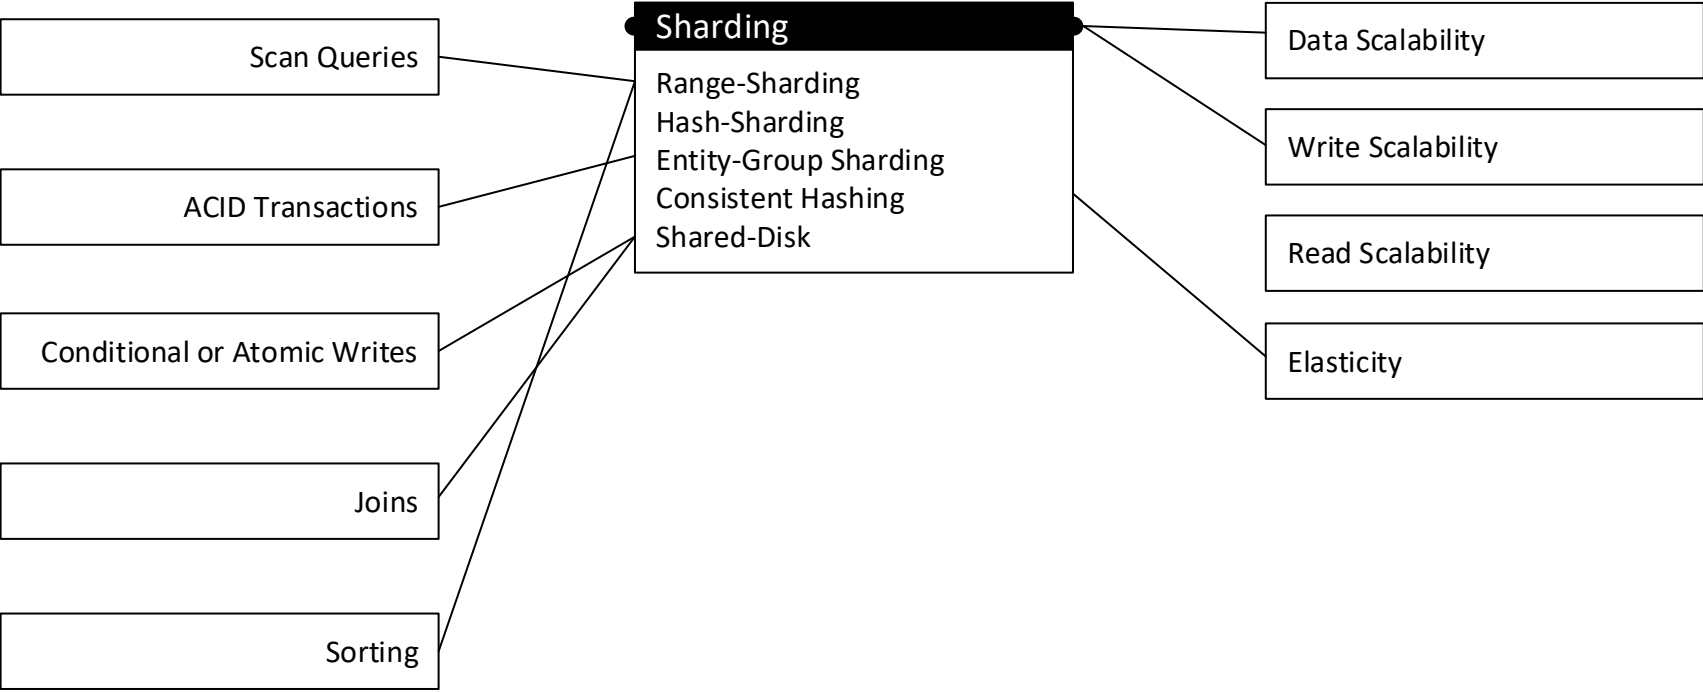 Scan Queries
ACID Transactions
Conditional or Atomic Writes
Joins
Sorting
Sharding
Range-Sharding
Hash-Sharding
Entity-Group Sharding
Consistent Hashing
Shared-Disk
Data Scalability
Write Scalability
Read Scalability
Elasticity